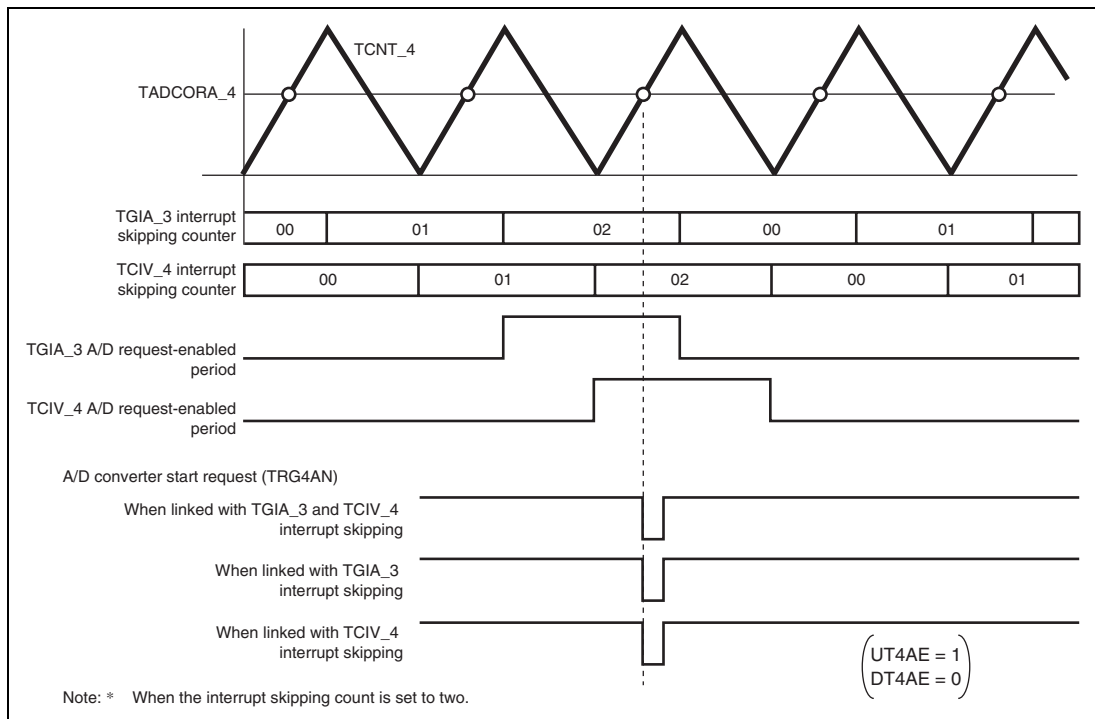 TCNT_4
TADCORA_4
TGIA_3 interrupt
skipping counter
00 01 02 00 01
TCIV_4 interrupt
skipping counter
00 01 02 00 01
TGIA_3 A/D request-enabled
period
TCIV_4 A/D request-enabled
period
A/D converter start request (TRG4AN)
When linked with TGIA_3 and TCIV_4
interrupt skipping
When linked with TGIA_3
interrupt skipping
When linked with TCIV_4
interrupt skipping
UT4AE = 1
DT4AE = 0
Note: * When the interrupt skipping count is set to two.